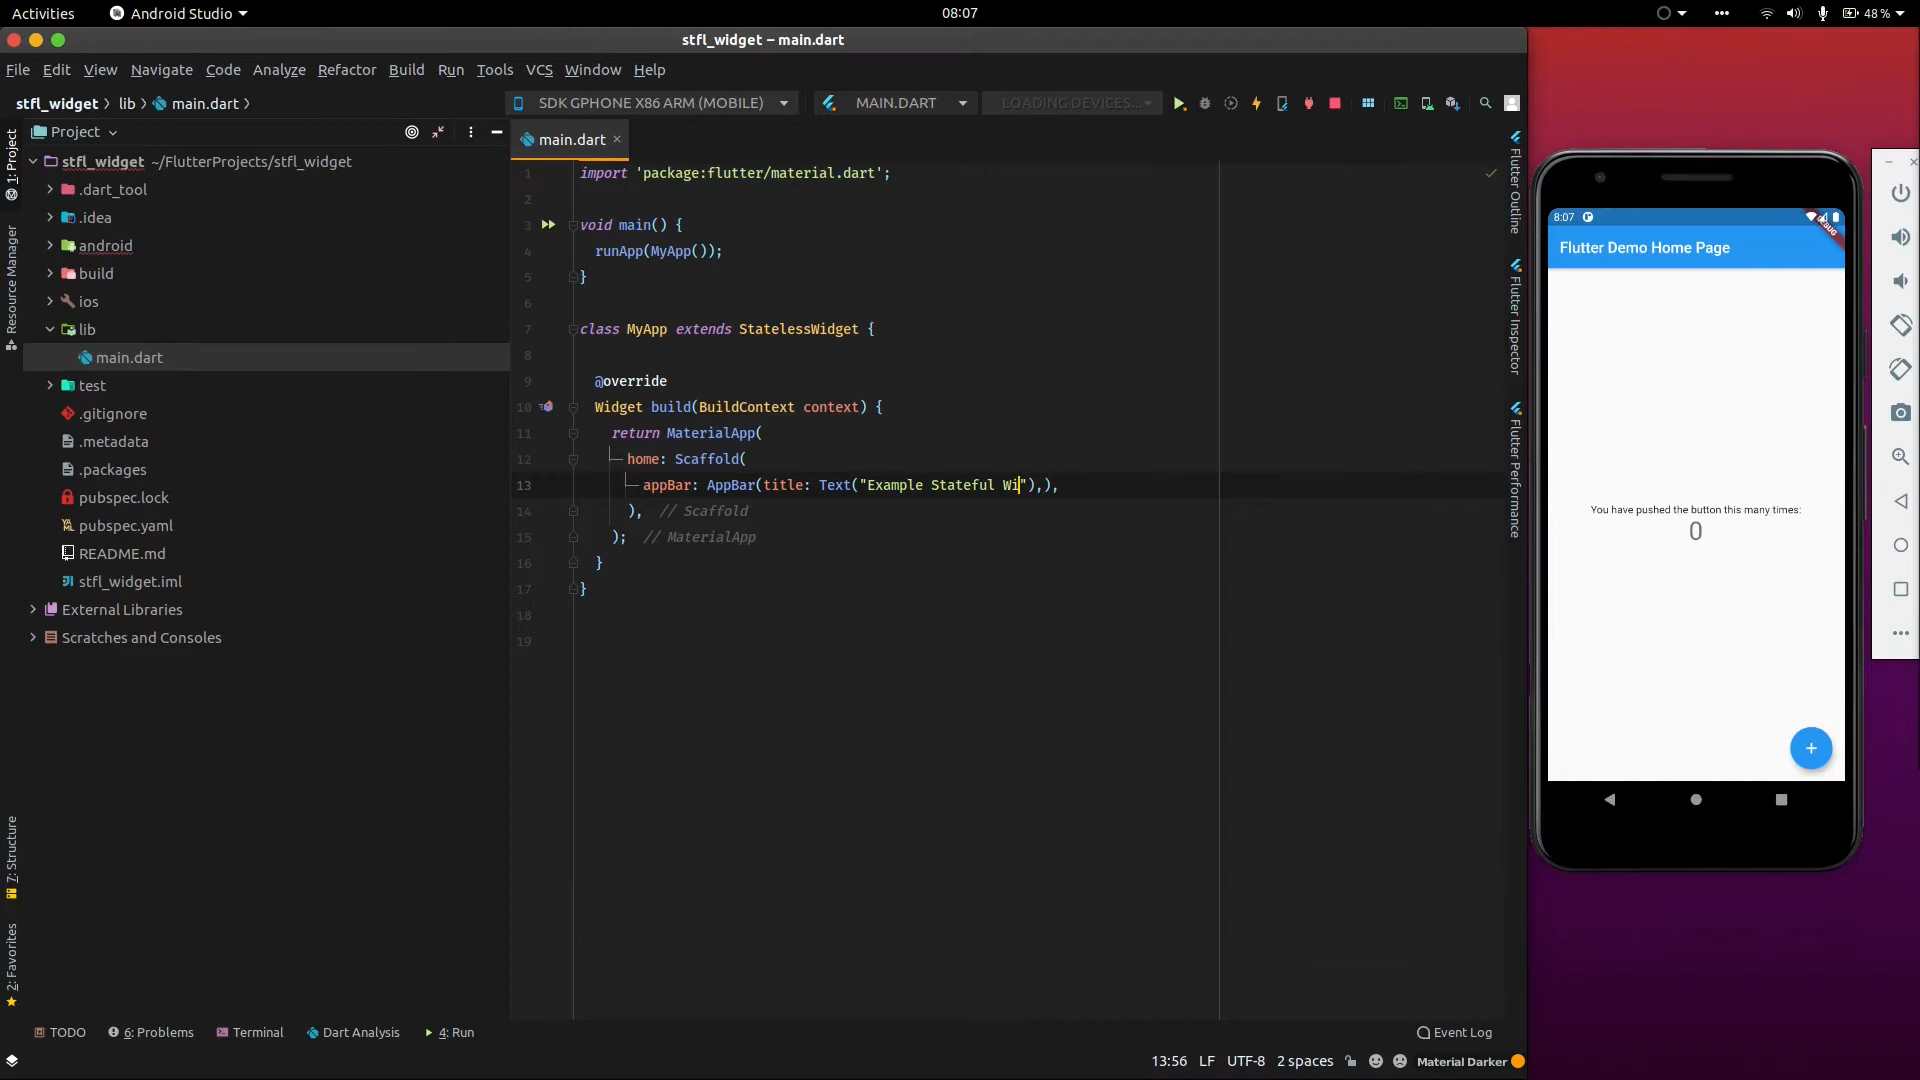 Activities
Android Studio
08:07
48 %
stfl_widget – main.dart
File Edit View Navigate Code Analyze Refactor Build Run Tools VCS Window Help
stfl_widget lib main.dart
SDK GPHONE X86 ARM (MOBILE)
MAIN.DART
LOADING DEVICES...
1: Project
Resource Manager
7: Structure
2: Favorites
Project
stfl_widget ~/FlutterProjects/stfl_widget
.dart_tool
.idea
android
build
ios
lib
main.dart
test
.gitignore
.metadata
.packages
pubspec.lock
pubspec.yaml
README.md
stfl_widget.iml
External Libraries
Scratches and Consoles
main.dart
1 import 'package:flutter/material.dart';
2
3 void main() {
4 runApp(MyApp());
5 }
6
7 class MyApp extends StatelessWidget {
8
9 @override
10 Widget build(BuildContext context) {
11 return MaterialApp(
12 home: Scaffold(
13 appBar: AppBar(title: Text("Example Stateful Wi"),),
14 ), // Scaffold
15 ); // MaterialApp
16 }
17 }
18
19
Flutter Outline
Flutter Inspector
Flutter Performance
8:07
DEBUG
Flutter Demo Home Page
You have pushed the button this many times:
0
+
TODO
6: Problems
Terminal
Dart Analysis
4: Run
Event Log
13:56 LF UTF-8 2 spaces
Material Darker